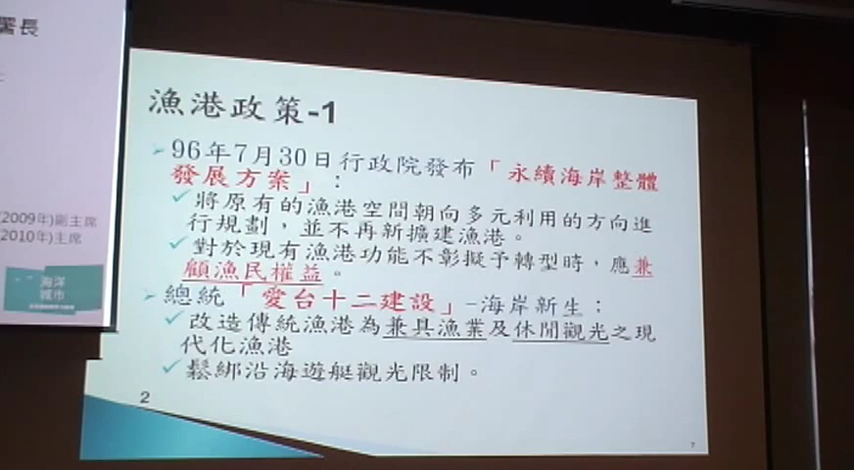 署長
(2009年)副主席
2010年)主席
海洋
城市
漁港政策-1
96年7月30日行政院發布「永續海岸整體
發展方案」:
將原有的漁港空間朝向多元利用的方向進
行規劃，並不再新擴建漁港。
對於現有漁港功能不彰擬予轉型時，應兼
顧漁民權益。
總統「愛台十二建設」-海岸新生：
改造傳統漁港為兼具漁業及休閒觀光之現
代化漁港
鬆綁沿海遊艇觀光限制。
2
7